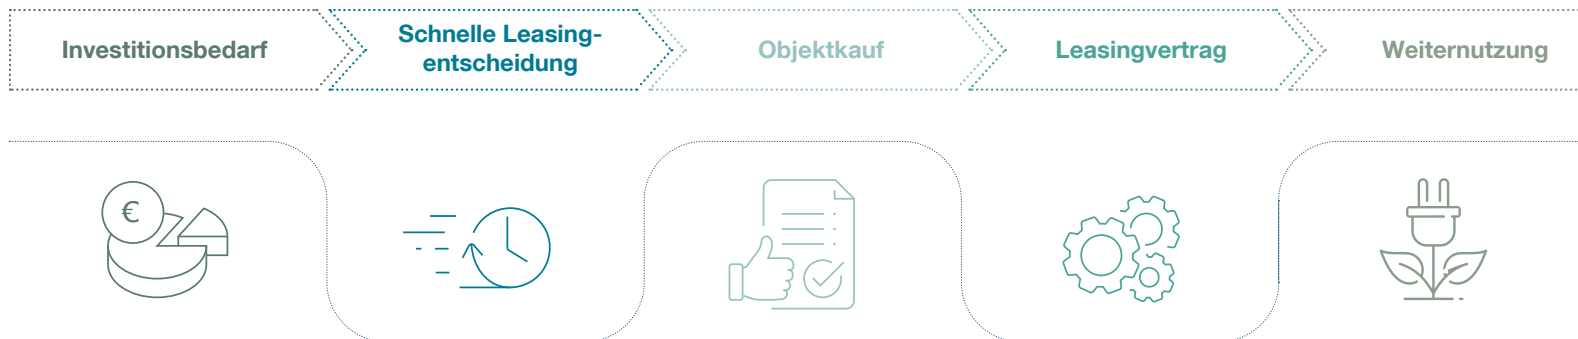 Investitionsbedarf
Schnelle Leasing-
entscheidung
Objektkauf
Leasingvertrag
Weiternutzung
€